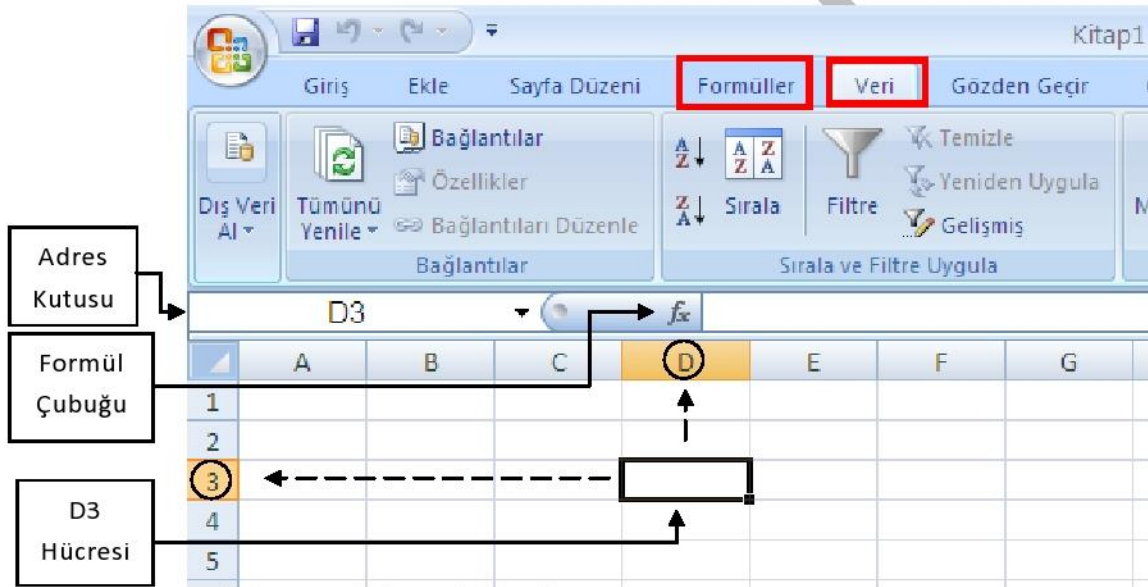 Kitap1
Giriş Ekle Sayfa Düzeni Formüller Veri Gözden Geçir
Dış Veri Al
Tümünü Yenile
Bağlantılar
Özellikler
Bağlantıları Düzenle
Bağlantılar
A Z
Z A
A Z
Z A
Sırala
Filtre
Temizle
Yeniden Uygula
Gelişmiş
Sırala ve Filtre Uygula
M
Adres
Kutusu
D3
fx
Formül
Çubuğu
A B C D E F G
1
2
3
4
5
D3
Hücresi